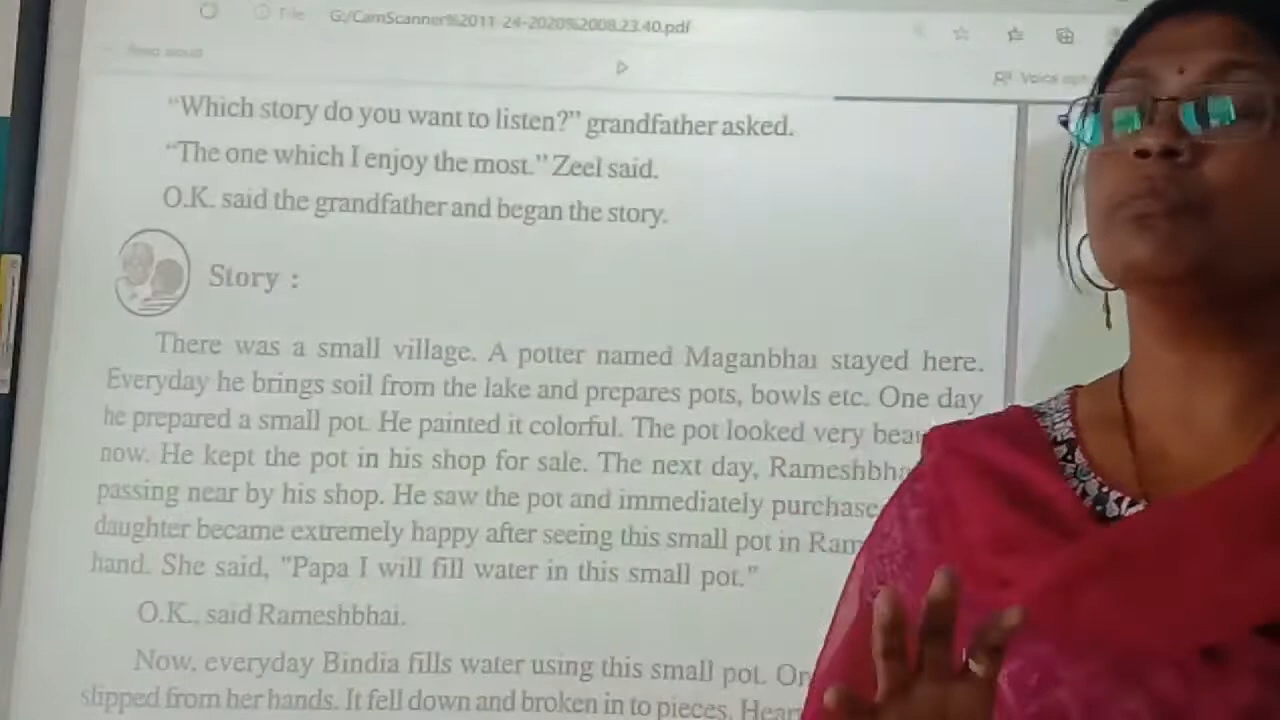 File G:/CamScanner%2011-24-2020%2008.23.40.pdf
Read aloud
Voice
“Which story do you want to listen?” grandfather asked.
“The one which I enjoy the most.” Zeel said.
O.K. said the grandfather and began the story.
Story :
There was a small village. A potter named Maganbhai stayed here.
Everyday he brings soil from the lake and prepares pots, bowls etc. One day
he prepared a small pot. He painted it colorful. The pot looked very
now. He kept the pot in his shop for sale. The next day,
passing near by his shop. He saw the pot and immediately purchase
daughter became extremely happy after seeing this small pot in
hand. She said, "Papa I will fill water in this small pot."
O.K., said Rameshbhai.
Now, everyday Bindia fills water using this small pot.
slipped from her hands. It fell down and broken in to pieces.